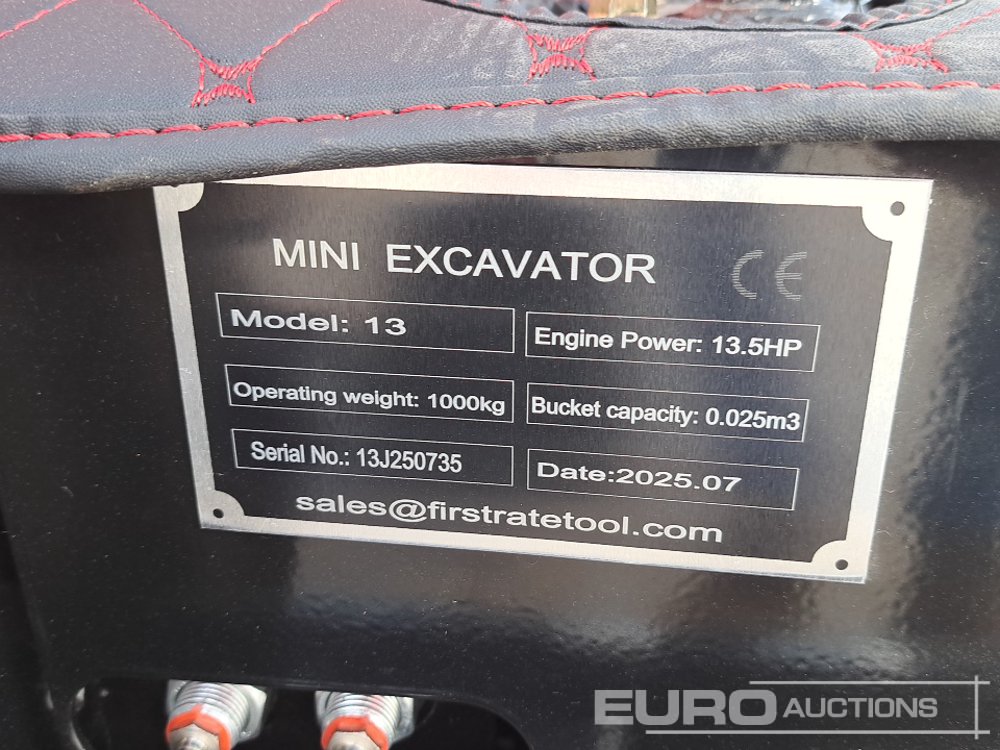 MINI EXCAVATOR CE
Model: 13
Engine Power: 13.5HP
Operating weight: 1000kg
Bucket capacity: 0.025m3
Serial No.: 13J250735
Date:2025.07
sales@firstratetool.com
EURO AUCTIONS